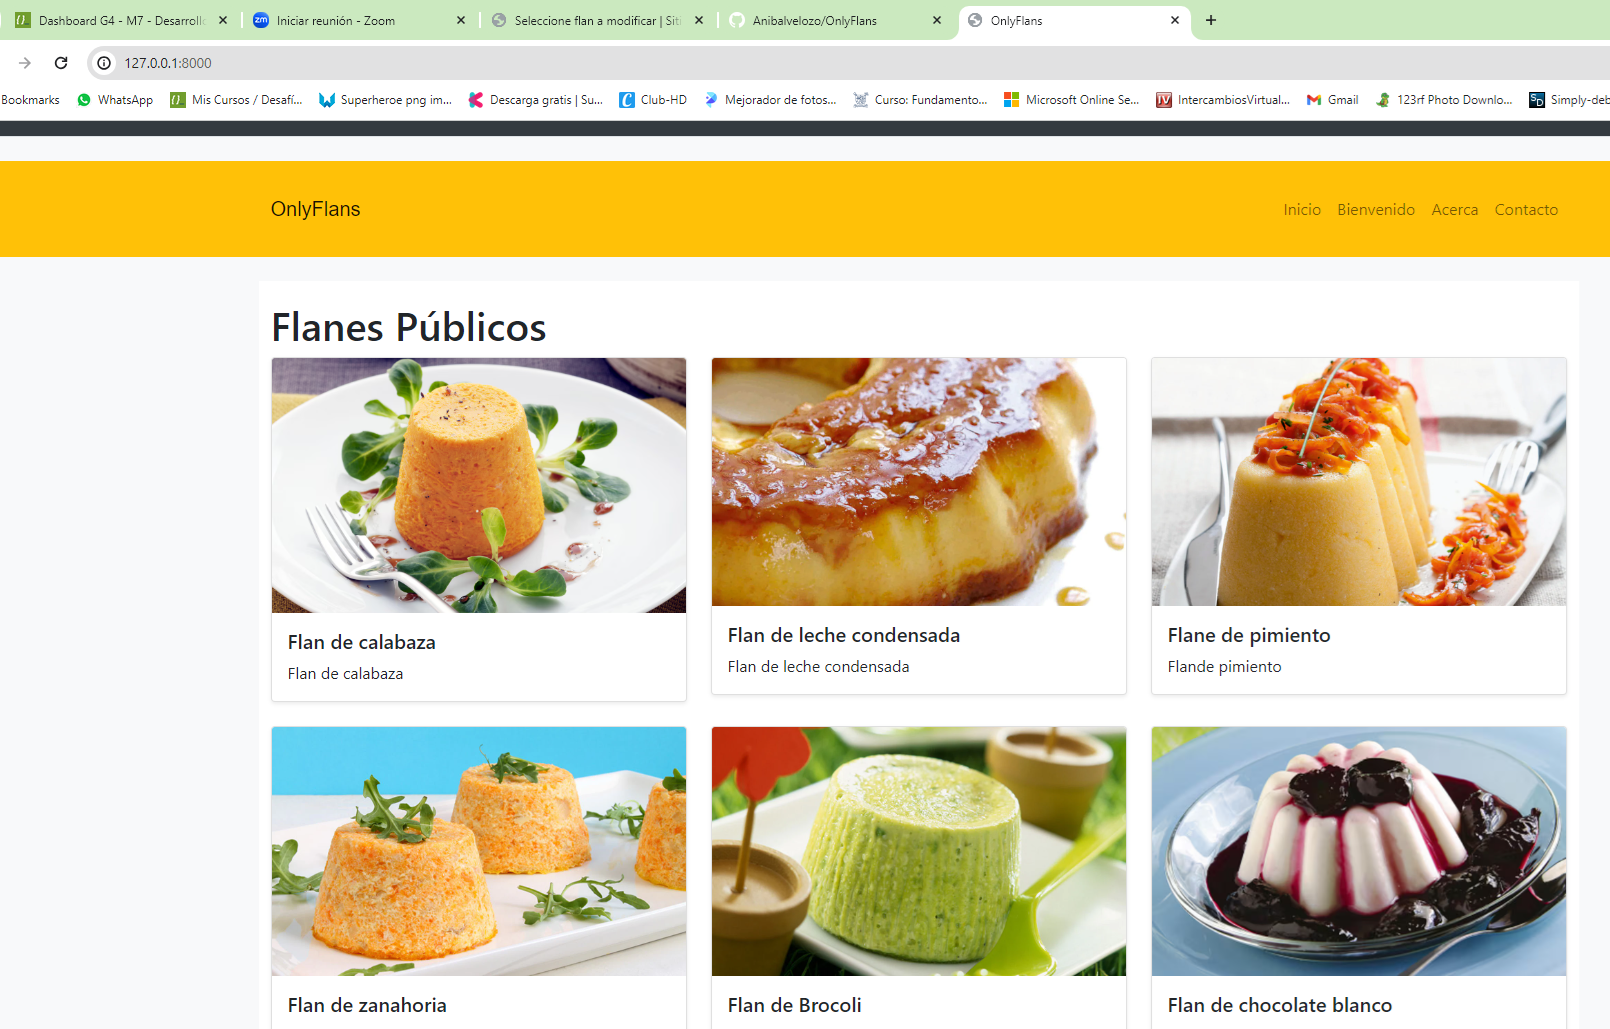 Dashboard G4 - M7 - Desarrollo
Iniciar reunión - Zoom
Seleccione flan a modificar | Siti
Anibalvelozo/OnlyFlans
OnlyFlans
127.0.0.1:8000
Bookmarks
WhatsApp
Mis Cursos / Desafí...
Superheroe png im...
Descarga gratis | Su...
Club-HD
Mejorador de fotos...
Curso: Fundamento...
Microsoft Online Se...
IntercambiosVirtual...
Gmail
123rf Photo Downlo...
Simply-deb
OnlyFlans
Inicio Bienvenido Acerca Contacto
Flanes Públicos
Flan de calabaza
Flan de calabaza
Flan de leche condensada
Flan de leche condensada
Flane de pimiento
Flande pimiento
Flan de zanahoria
Flan de Brocoli
Flan de chocolate blanco